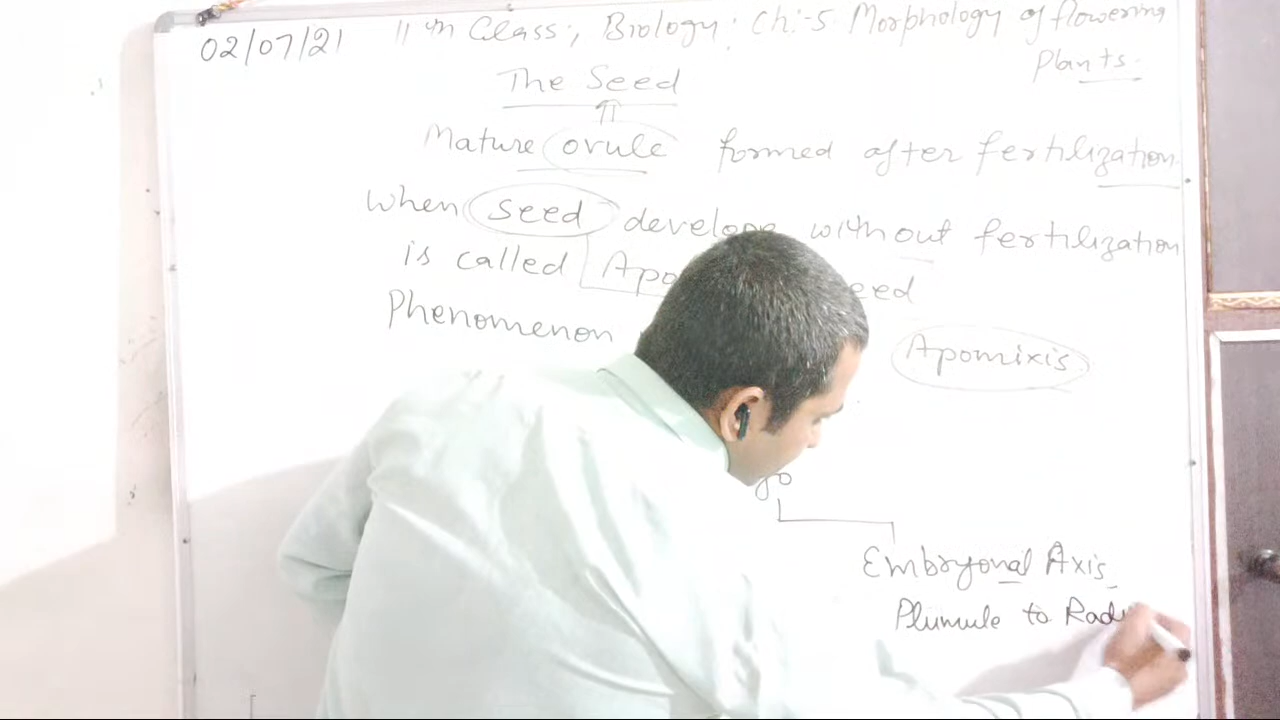 02/07/21 11th Class; Biology; Ch:-5 Morphology of flowering
Plants.
The Seed
Mature ovule formed after fertilization.
When seed develops without fertilization
is called
Phenomenon
Apomixis
Embryonal Axis
Plumule to